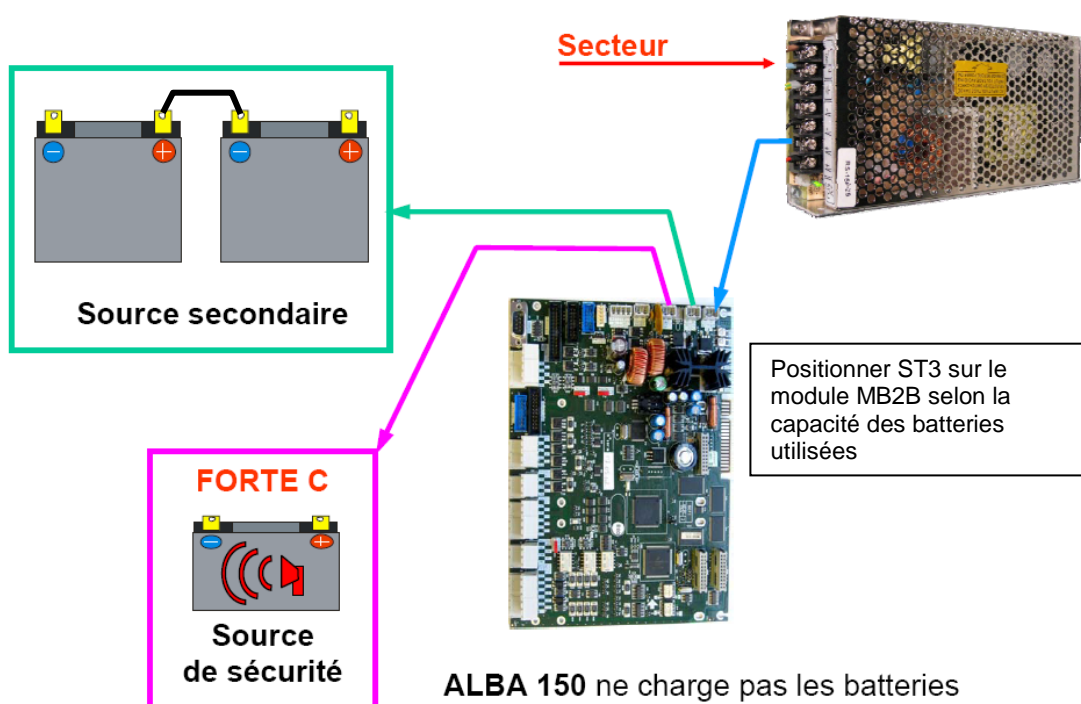 Secteur
Source secondaire
Positionner ST3 sur le
module MB2B selon la
capacité des batteries
utilisées
FORTE C
Source
de sécurité
ALBA 150 ne charge pas les batteries